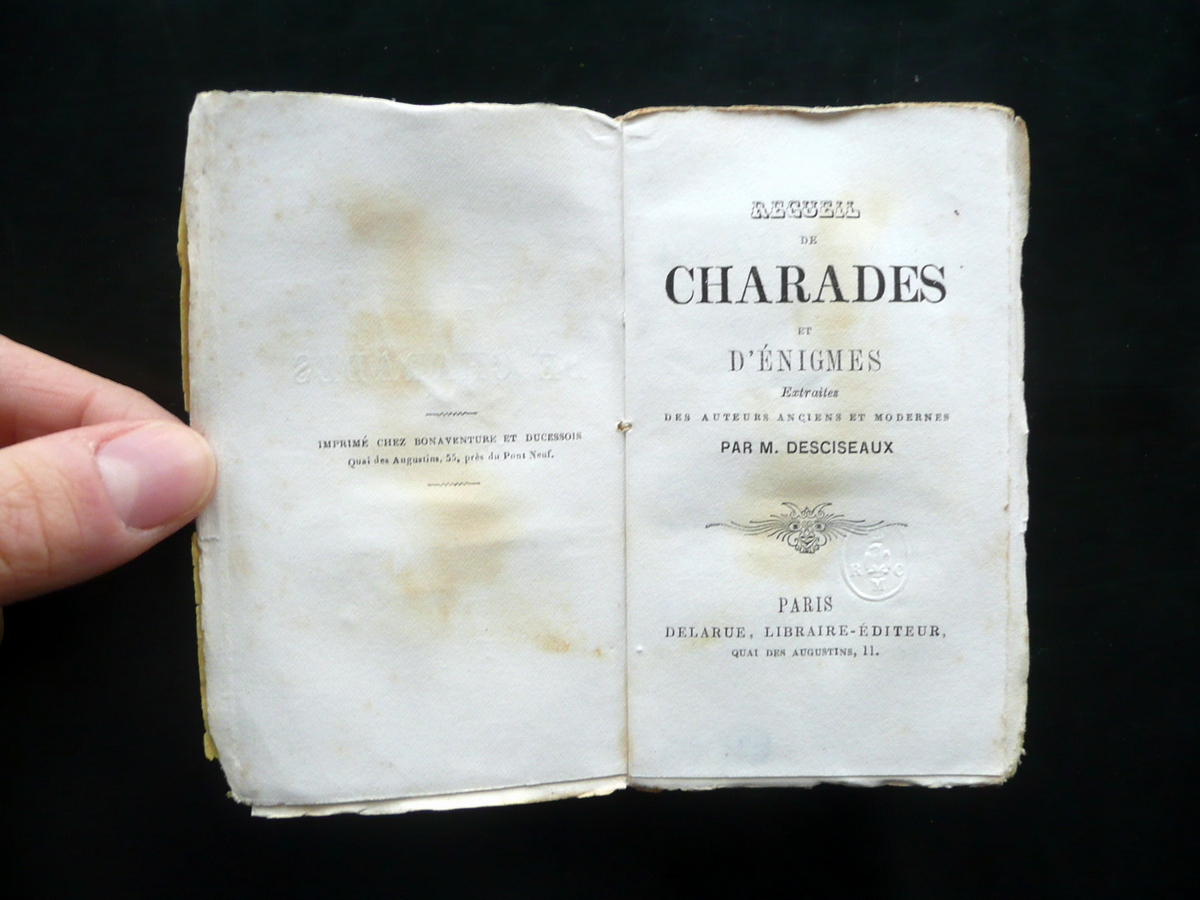 IMPRIMÉ CHEZ BONAVENTURE ET DUCESSOIS
Quai des Augustins, 55, près du Pont Neuf.
RECUEIL
DE
CHARADES
ET
D'ÉNIGMES
Extraites
DES AUTEURS ANCIENS ET MODERNES
PAR M. DESCISEAUX
R C
PARIS
DELARUE, LIBRAIRE-ÉDITEUR,
QUAI DES AUGUSTINS, 11.